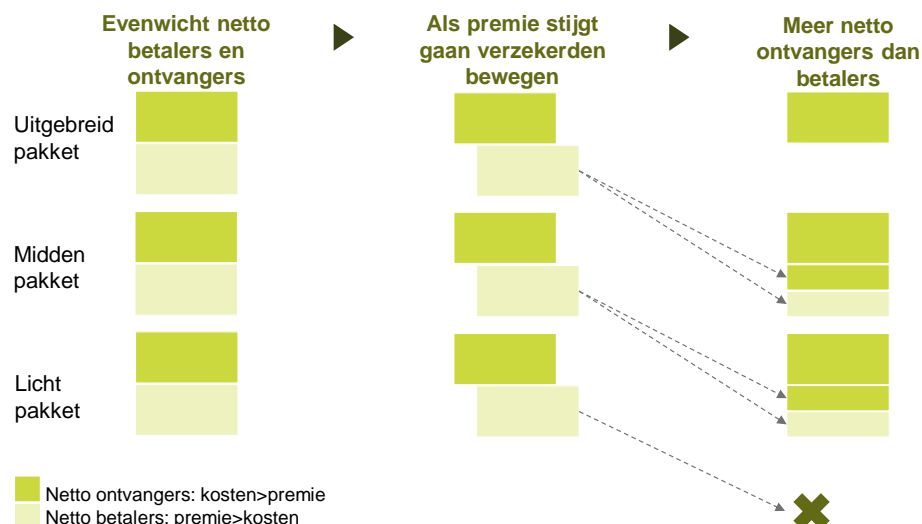 Evenwicht netto
betalers en
ontvangers
Als premie stijgt
gaan verzekerden
bewegen
Meer netto
ontvangers dan
betalers
Uitgebreid
pakket
Midden
pakket
Licht
pakket
Netto ontvangers: kosten>premie
Netto betalers: premie>kosten